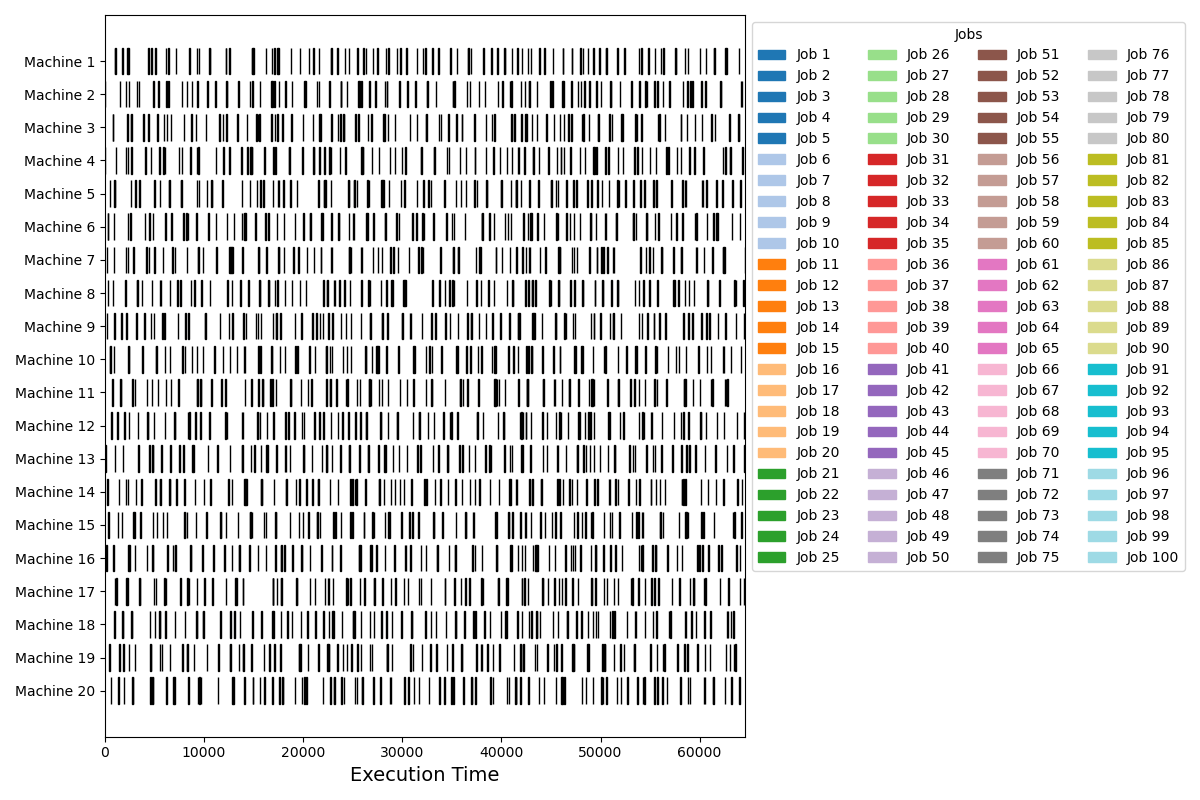 Machine 1
Machine 2
Machine 3
Machine 4
Machine 5
Machine 6
Machine 7
Machine 8
Machine 9
Machine 10
Machine 11
Machine 12
Machine 13
Machine 14
Machine 15
Machine 16
Machine 17
Machine 18
Machine 19
Machine 20
0 10000 20000 30000 40000 50000 60000
Execution Time
Jobs
Job 1
Job 2
Job 3
Job 4
Job 5
Job 6
Job 7
Job 8
Job 9
Job 10
Job 11
Job 12
Job 13
Job 14
Job 15
Job 16
Job 17
Job 18
Job 19
Job 20
Job 21
Job 22
Job 23
Job 24
Job 25
Job 26
Job 27
Job 28
Job 29
Job 30
Job 31
Job 32
Job 33
Job 34
Job 35
Job 36
Job 37
Job 38
Job 39
Job 40
Job 41
Job 42
Job 43
Job 44
Job 45
Job 46
Job 47
Job 48
Job 49
Job 50
Job 51
Job 52
Job 53
Job 54
Job 55
Job 56
Job 57
Job 58
Job 59
Job 60
Job 61
Job 62
Job 63
Job 64
Job 65
Job 66
Job 67
Job 68
Job 69
Job 70
Job 71
Job 72
Job 73
Job 74
Job 75
Job 76
Job 77
Job 78
Job 79
Job 80
Job 81
Job 82
Job 83
Job 84
Job 85
Job 86
Job 87
Job 88
Job 89
Job 90
Job 91
Job 92
Job 93
Job 94
Job 95
Job 96
Job 97
Job 98
Job 99
Job 100